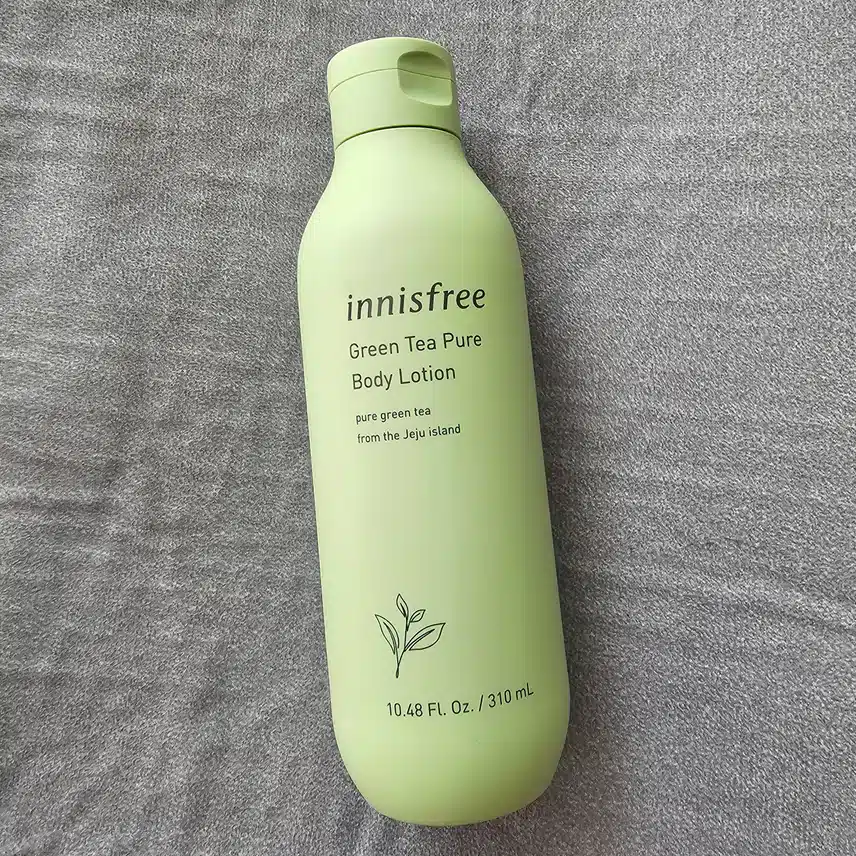 innisfree
Green Tea Pure
Body Lotion
pure green tea
from the Jeju island
10.48 Fl. Oz. / 310 mL